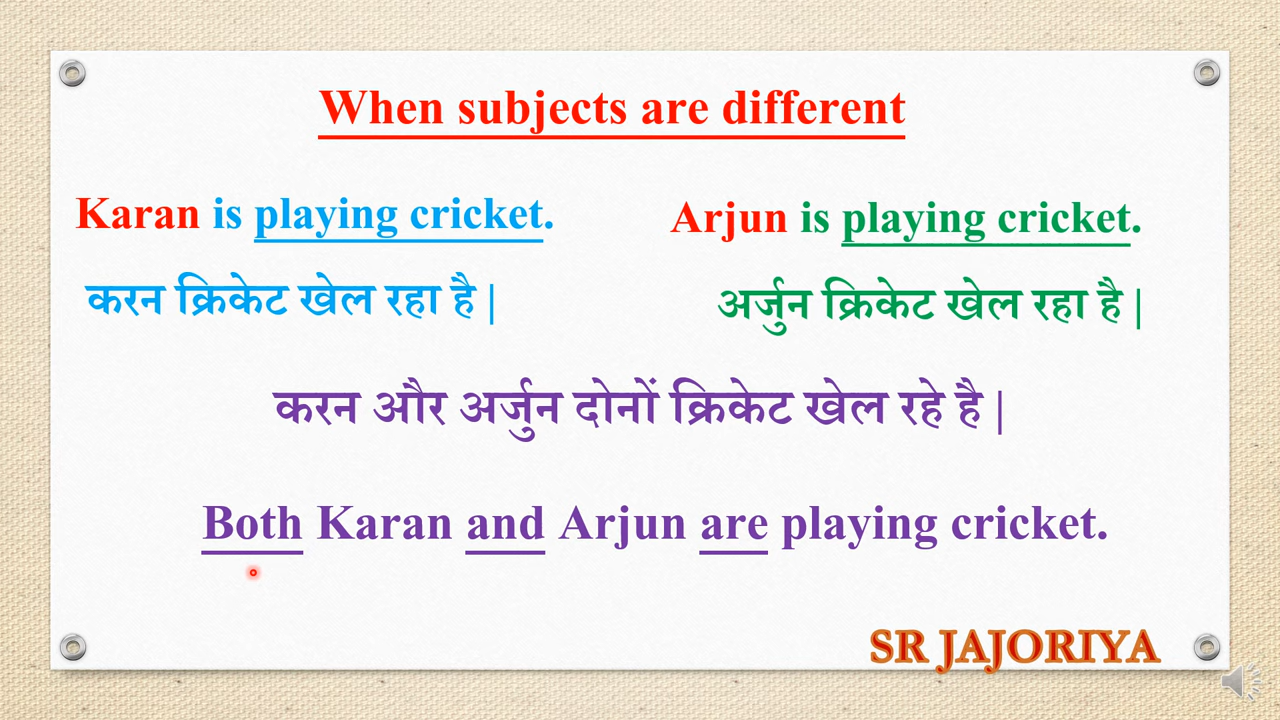 When subjects are different
Karan is playing cricket.
Arjun is playing cricket.
करन क्रिकेट खेल रहा है |
अर्जुन क्रिकेट खेल रहा है |
करन और अर्जुन दोनों क्रिकेट खेल रहे है |
Both Karan and Arjun are playing cricket.
SR JAJORIYA